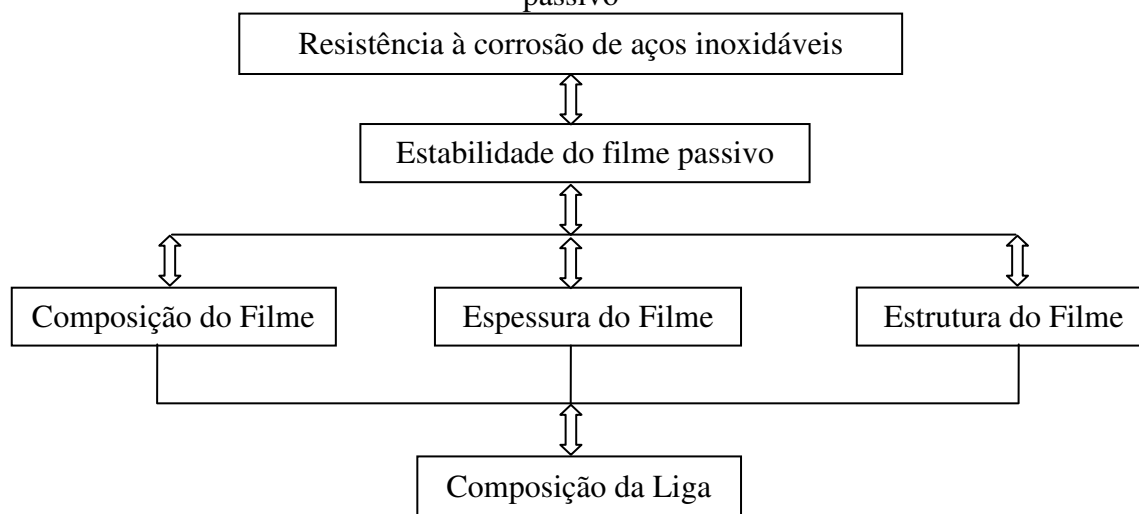 passivo
Resistência à corrosão de aços inoxidáveis
Estabilidade do filme passivo
Composição do Filme
Espessura do Filme
Estrutura do Filme
Composição da Liga